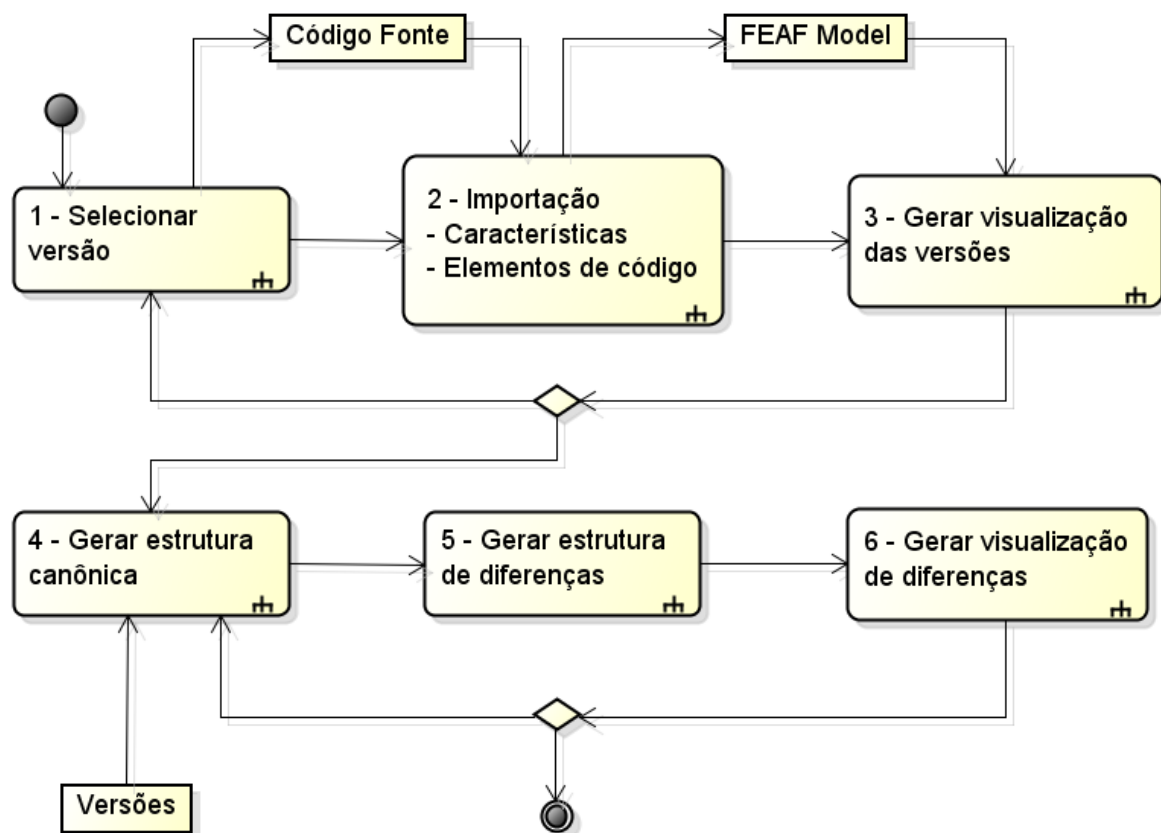 Código Fonte
FEAF Model
1 - Selecionar
versão
2 - Importação
- Características
- Elementos de código
3 - Gerar visualização
das versões
4 - Gerar estrutura
canônica
5 - Gerar estrutura
de diferenças
6 - Gerar visualização
de diferenças
Versões